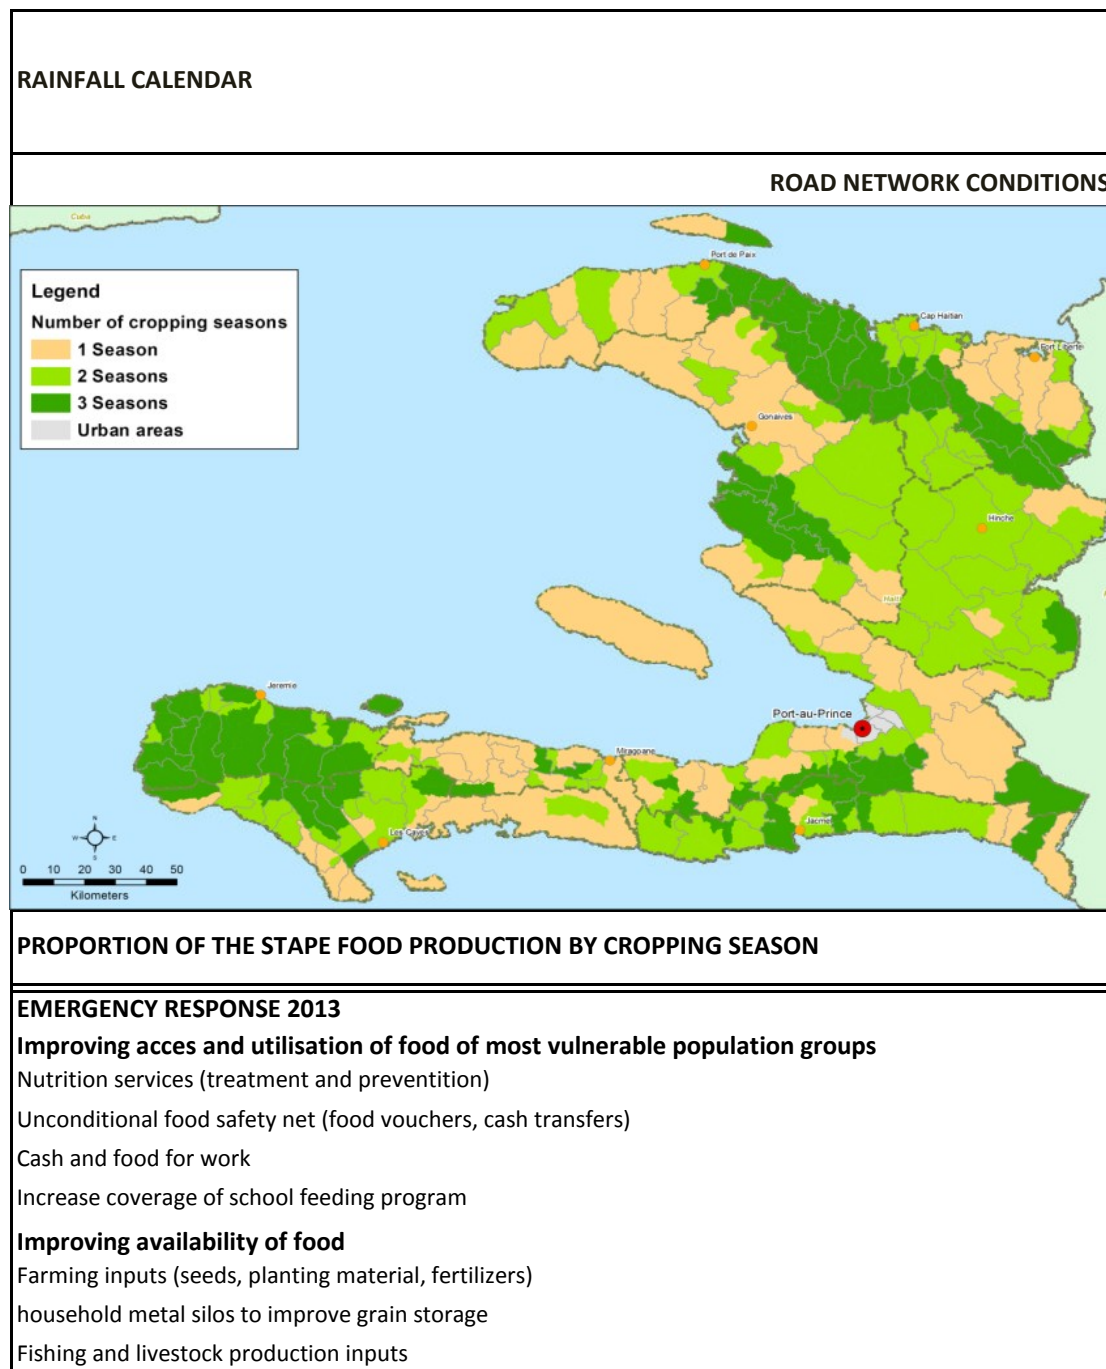 RAINFALL CALENDAR
ROAD NETWORK CONDITIONS
Cuba
Legend
Number of cropping seasons
1 Season
2 Seasons
3 Seasons
Urban areas
Port de Paix
Cap Haitian
Fort Liberte
Gonaives
Hinche
Haiti
Jeremie
Port-au-Prince
Miragoane
Jacmel
Les Cayes
N
W E
S
0 10 20 30 40 50
Kilometers
PROPORTION OF THE STAPE FOOD PRODUCTION BY CROPPING SEASON
EMERGENCY RESPONSE 2013
Improving acces and utilisation of food of most vulnerable population groups
Nutrition services (treatment and preventition)
Unconditional food safety net (food vouchers, cash transfers)
Cash and food for work
Increase coverage of school feeding program
Improving availability of food
Farming inputs (seeds, planting material, fertilizers)
household metal silos to improve grain storage
Fishing and livestock production inputs